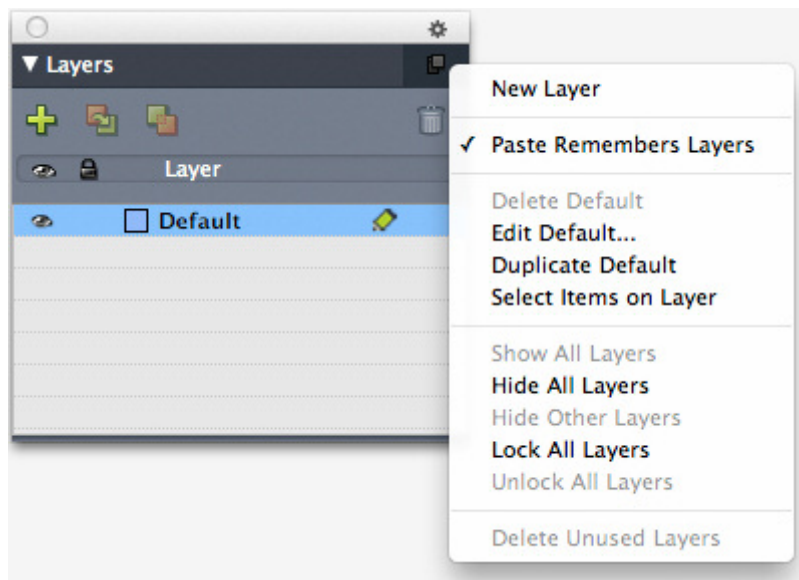 Layers
Layer
Default
New Layer
✓ Paste Remembers Layers
Delete Default
Edit Default...
Duplicate Default
Select Items on Layer
Show All Layers
Hide All Layers
Hide Other Layers
Lock All Layers
Unlock All Layers
Delete Unused Layers